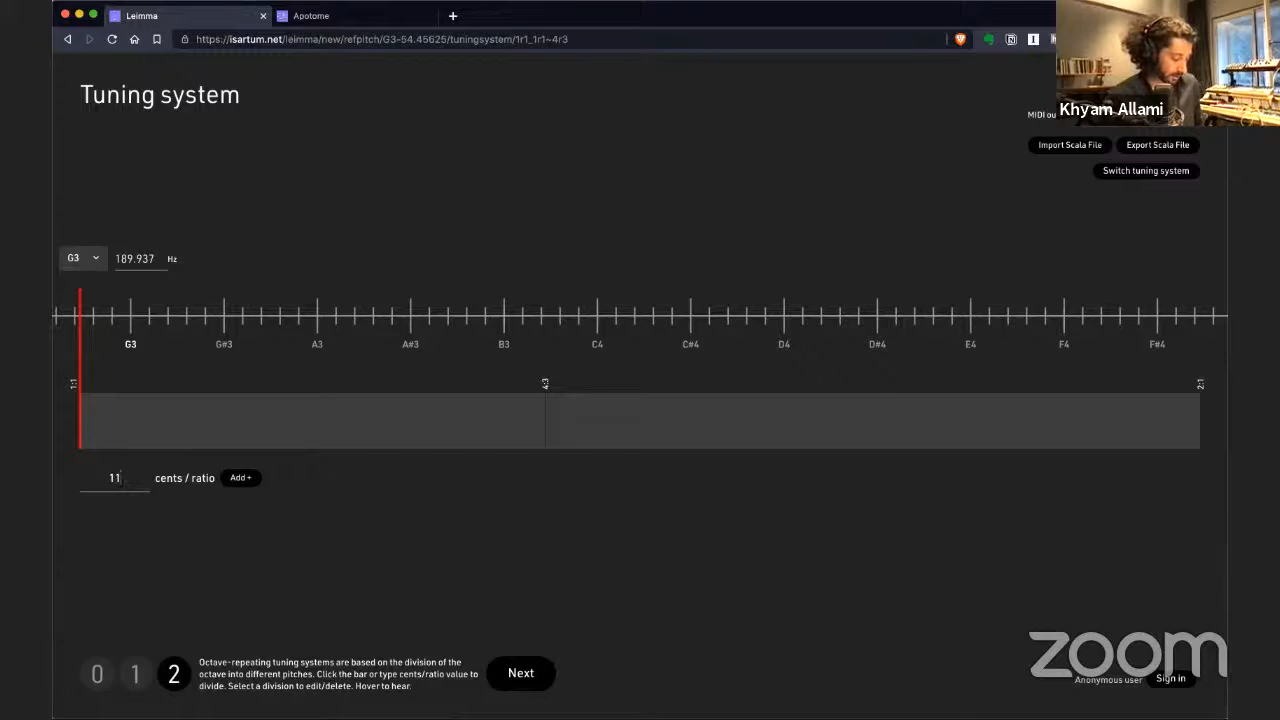 Leimma
Apotome
https://isartum.net/leimma/new/refpitch/G3-54.45625/tuningsystem/1r1_1r1~4r3
Khyam Allami
Tuning system
MIDI ou
Import Scala File
Export Scala File
Switch tuning system
G3
189.937
Hz
G3 G#3 A3 A#3 B3 C4 C#4 D4 D#4 E4 F4 F#4
1:1 4:3 2:1
11 cents / ratio Add +
0 1 2
Octave-repeating tuning systems are based on the division of the
octave into different pitches. Click the bar or type cents/ratio value to
divide. Select a division to edit/delete. Hover to hear.
Next
zoom
Anonymous user
Sign in